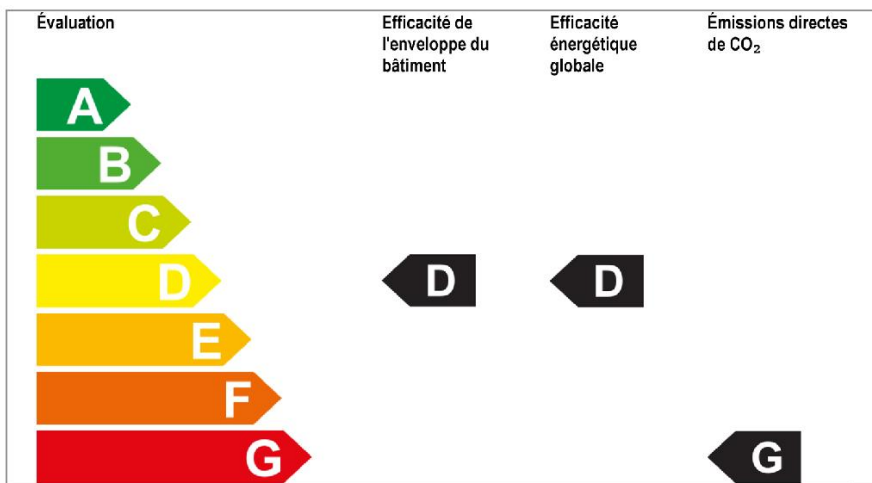 Évaluation
Efficacité de
l'enveloppe du
bâtiment
Efficacité
énergétique
globale
Émissions directes
de CO₂
A
B
C
D
D
D
E
F
G
G